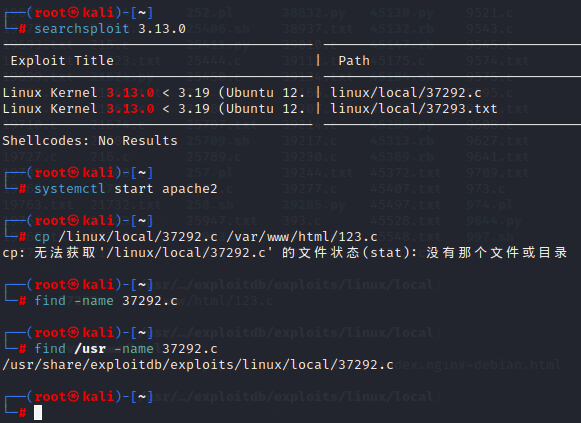 ┌──(root㉿kali)-[~]
└─# searchsploit 3.13.0
Exploit Title | Path
Linux Kernel 3.13.0 < 3.19 (Ubuntu 12. | linux/local/37292.c
Linux Kernel 3.13.0 < 3.19 (Ubuntu 12. | linux/local/37293.txt
Shellcodes: No Results
┌──(root㉿kali)-[~]
└─# systemctl start apache2
┌──(root㉿kali)-[~]
└─# cp /linux/local/37292.c /var/www/html/123.c
cp: 无法获取'/linux/local/37292.c' 的文件状态(stat): 没有那个文件或目录
┌──(root㉿kali)-[~]
└─# find -name 37292.c
┌──(root㉿kali)-[~]
└─# find /usr -name 37292.c
/usr/share/exploitdb/exploits/linux/local/37292.c
┌──(root㉿kali)-[~]
└─#